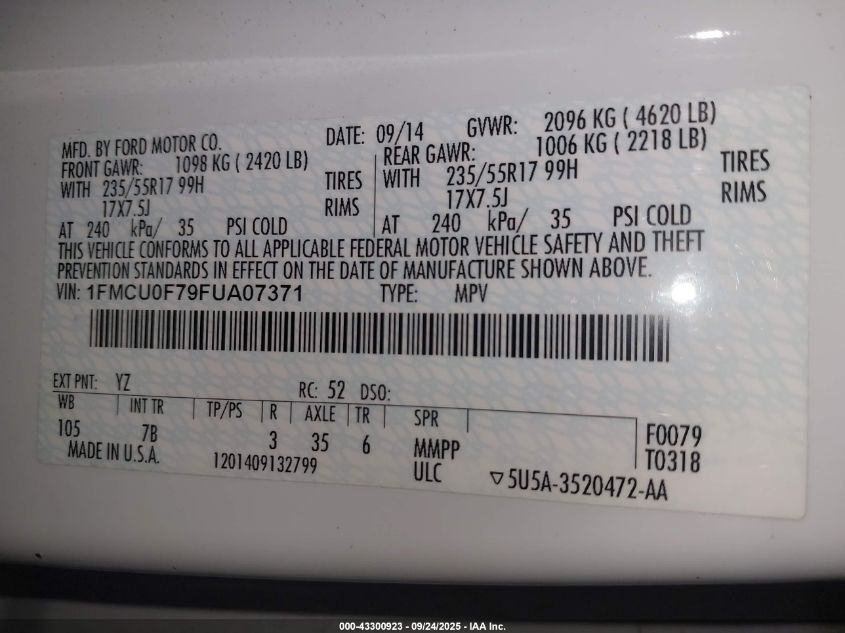 MFD. BY FORD MOTOR CO. DATE: 09/14 GVWR: 2096 KG ( 4620 LB)
FRONT GAWR: 1098 KG ( 2420 LB) REAR GAWR: 1006 KG ( 2218 LB)
WITH 235/55R17 99H TIRES WITH 235/55R17 99H TIRES
17X7.5J RIMS 17X7.5J RIMS
AT 240 kPa/ 35 PSI COLD AT 240 kPa/ 35 PSI COLD
THIS VEHICLE CONFORMS TO ALL APPLICABLE FEDERAL MOTOR VEHICLE SAFETY AND THEFT
PREVENTION STANDARDS IN EFFECT ON THE DATE OF MANUFACTURE SHOWN ABOVE.
VIN: 1FMCU0F79FUA07371 TYPE: MPV
EXT PNT: YZ RC: 52 DSO:
WB INT TR TP/PS R AXLE TR SPR
105 7B 3 35 6 MMPP F0079
MADE IN U.S.A. 1201409132799 ULC T0318
▽5U5A-3520472-AA
000-43300923 - 09/24/2025 - IAA Inc.